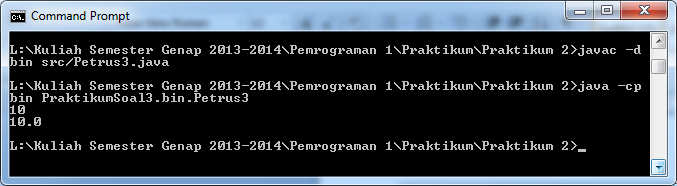 Command Prompt
L:\Kuliah Semester Genap 2013-2014\Pemrograman 1\Praktikum\Praktikum 2>javac -d
bin src/Petrus3.java
L:\Kuliah Semester Genap 2013-2014\Pemrograman 1\Praktikum\Praktikum 2>java -cp
bin PraktikumSoal3.bin.Petrus3
10
10.0
L:\Kuliah Semester Genap 2013-2014\Pemrograman 1\Praktikum\Praktikum 2>_